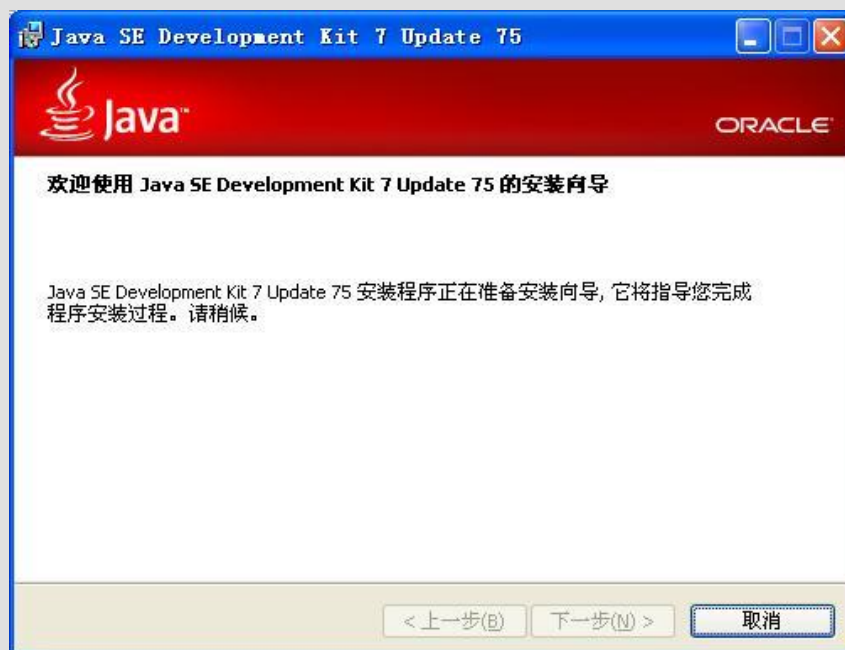 Java SE Development Kit 7 Update 75
Java™
ORACLE®
欢迎使用 Java SE Development Kit 7 Update 75 的安装向导
Java SE Development Kit 7 Update 75 安装程序正在准备安装向导, 它将指导您完成
程序安装过程。请稍候。
< 上一步(B) 下一步(N) > 取消